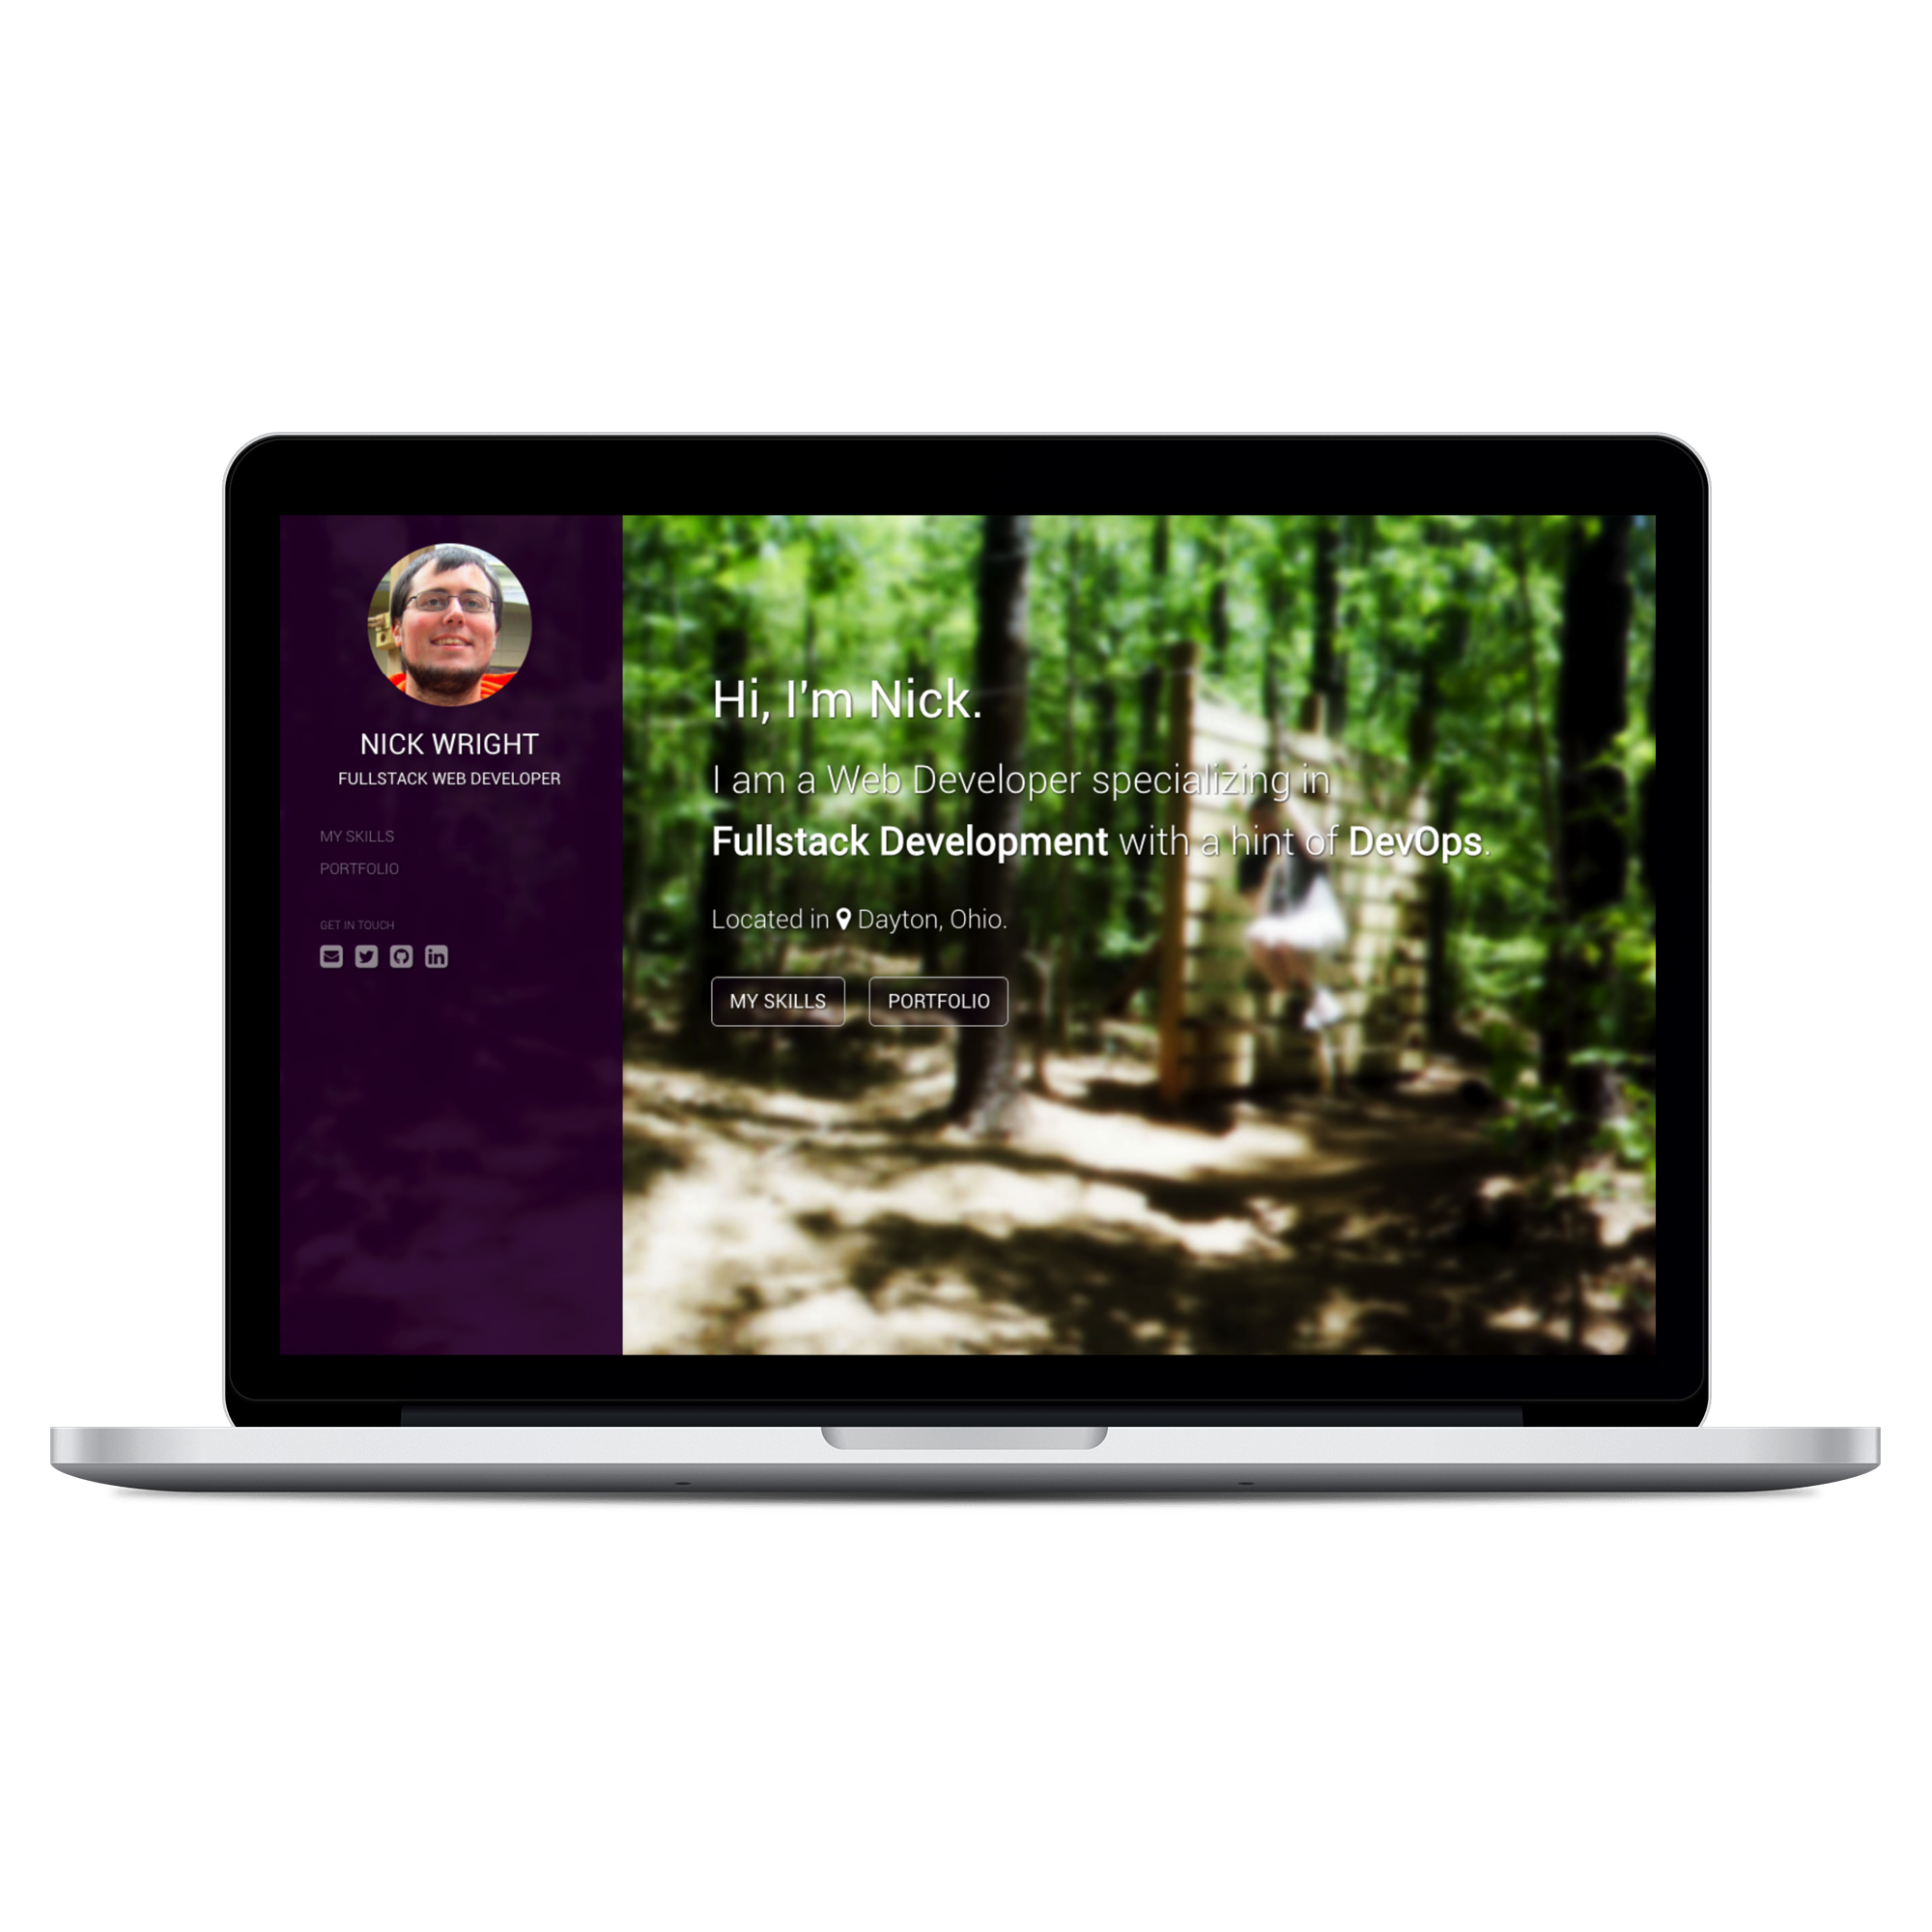 NICK WRIGHT
FULLSTACK WEB DEVELOPER
MY SKILLS
PORTFOLIO
GET IN TOUCH
in
Hi, I'm Nick.
I am a Web Developer specializing in
Fullstack Development with a hint of DevOps.
Located in Dayton, Ohio.
MY SKILLS
PORTFOLIO